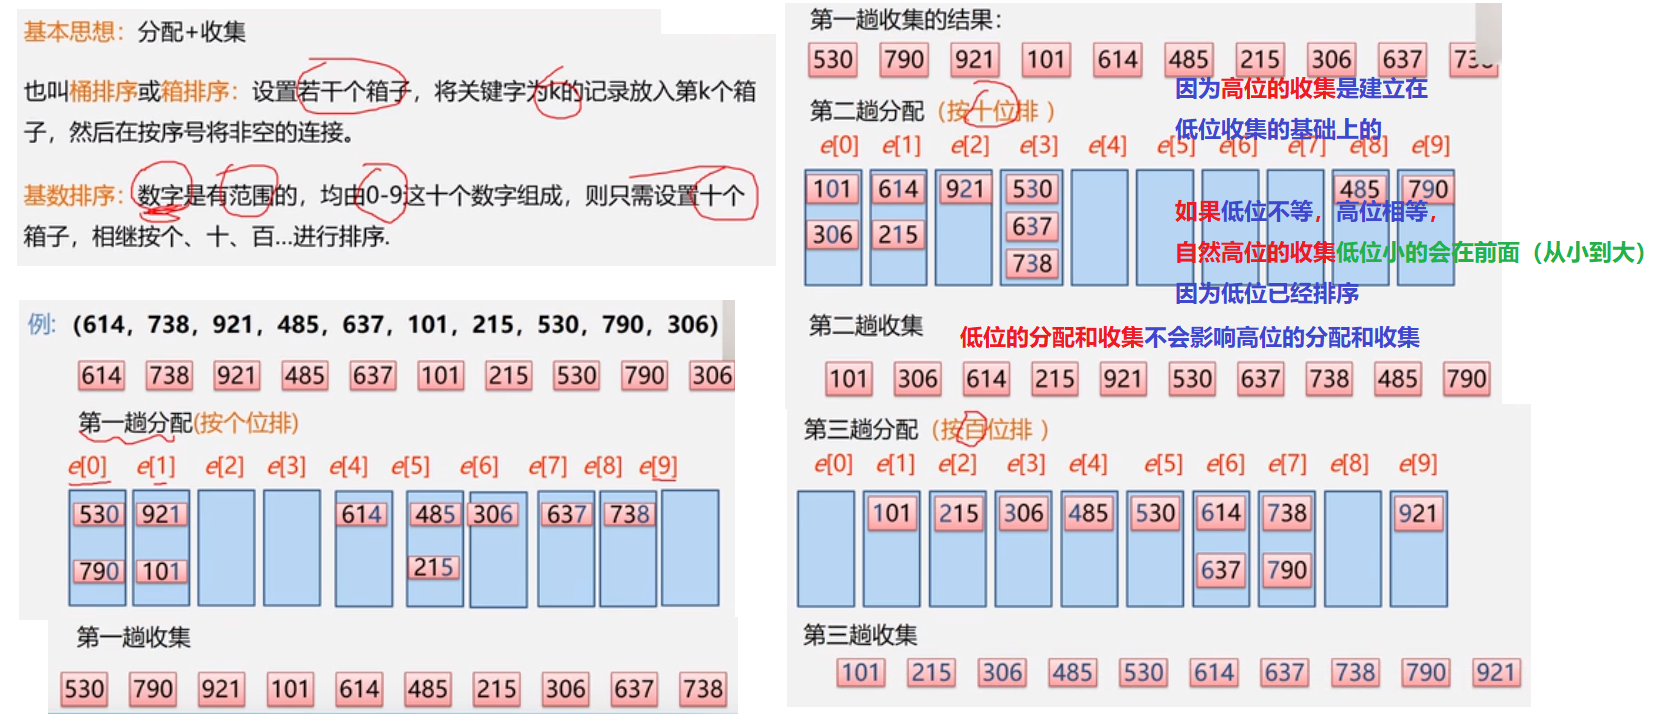 基本思想：分配+收集
也叫桶排序或箱排序：设置若干个箱子，将关键字为k的记录放入第k个箱
子，然后在按序号将非空的连接。
基数排序：数字是有范围的，均由0-9这十个数字组成，则只需设置十个
箱子，相继按个、十、百...进行排序.
例: (614, 738, 921, 485, 637, 101, 215, 530, 790, 306)
614 738 921 485 637 101 215 530 790 306
第一趟分配(按个位排)
e[0] e[1] e[2] e[3] e[4] e[5] e[6] e[7] e[8] e[9]
530 921 614 485 306 637 738
790 101 215
第一趟收集
530 790 921 101 614 485 215 306 637 738
第一趟收集的结果：
530 790 921 101 614 485 215 306 637 738
因为高位的收集是建立在
低位收集的基础上的
第二趟分配（按十位排 ）
e[0] e[1] e[2] e[3] e[4] e[5] e[6] e[7] e[8] e[9]
101 614 921 530 485 790
306 215 637
738
如果低位不等，高位相等，
自然高位的收集低位小的会在前面（从小到大）
因为低位已经排序
第二趟收集
低位的分配和收集不会影响高位的分配和收集
101 306 614 215 921 530 637 738 485 790
第三趟分配（按百位排 ）
e[0] e[1] e[2] e[3] e[4] e[5] e[6] e[7] e[8] e[9]
101 215 306 485 530 614 738 921
637 790
第三趟收集
101 215 306 485 530 614 637 738 790 921